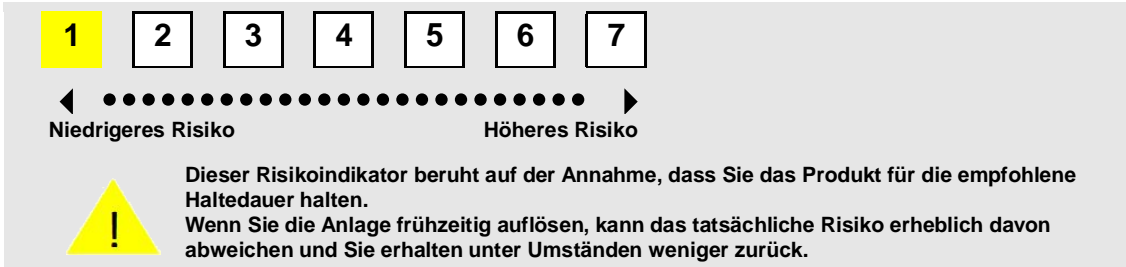 1 2 3 4 5 6 7
Niedrigeres Risiko Höheres Risiko
Dieser Risikoindikator beruht auf der Annahme, dass Sie das Produkt für die empfohlene
Haltedauer halten.
Wenn Sie die Anlage frühzeitig auflösen, kann das tatsächliche Risiko erheblich davon
abweichen und Sie erhalten unter Umständen weniger zurück.
!